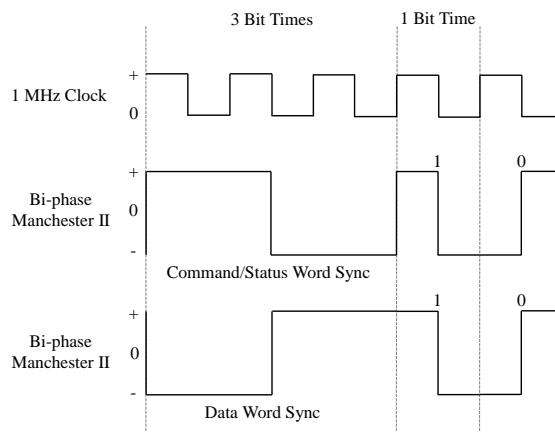 3 Bit Times
1 Bit Time
+
1 MHz Clock
0
1
0
+
Bi-phase
Manchester II
0
-
Command/Status Word Sync
1
0
+
Bi-phase
Manchester II
0
-
Data Word Sync